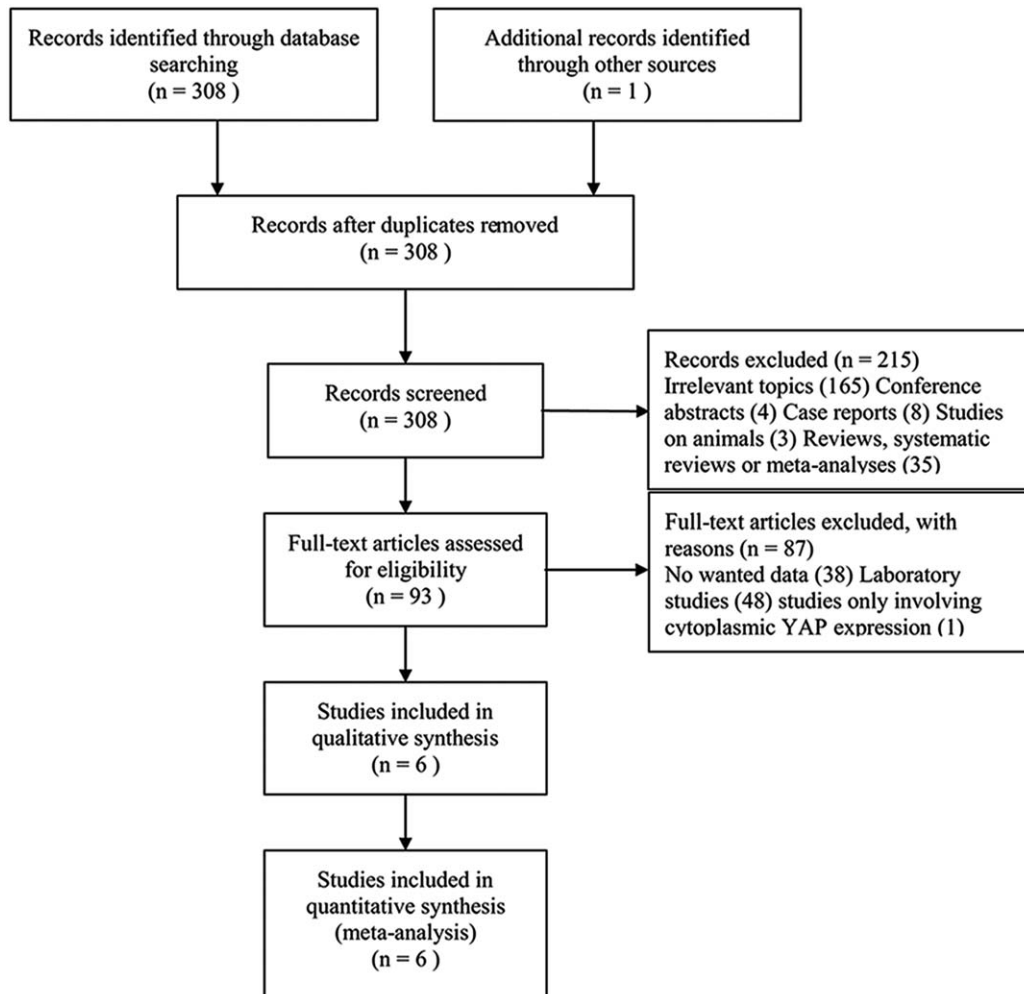 Records identified through database
searching
(n = 308 )
Additional records identified
through other sources
(n = 1 )
Records after duplicates removed
(n = 308 )
Records screened
(n = 308 )
Records excluded (n = 215)
Irrelevant topics (165) Conference
abstracts (4) Case reports (8) Studies
on animals (3) Reviews, systematic
reviews or meta-analyses (35)
Full-text articles assessed
for eligibility
(n = 93 )
Full-text articles excluded, with
reasons (n = 87)
No wanted data (38) Laboratory
studies (48) studies only involving
cytoplasmic YAP expression (1)
Studies included in
qualitative synthesis
(n = 6 )
Studies included in
quantitative synthesis
(meta-analysis)
(n = 6 )